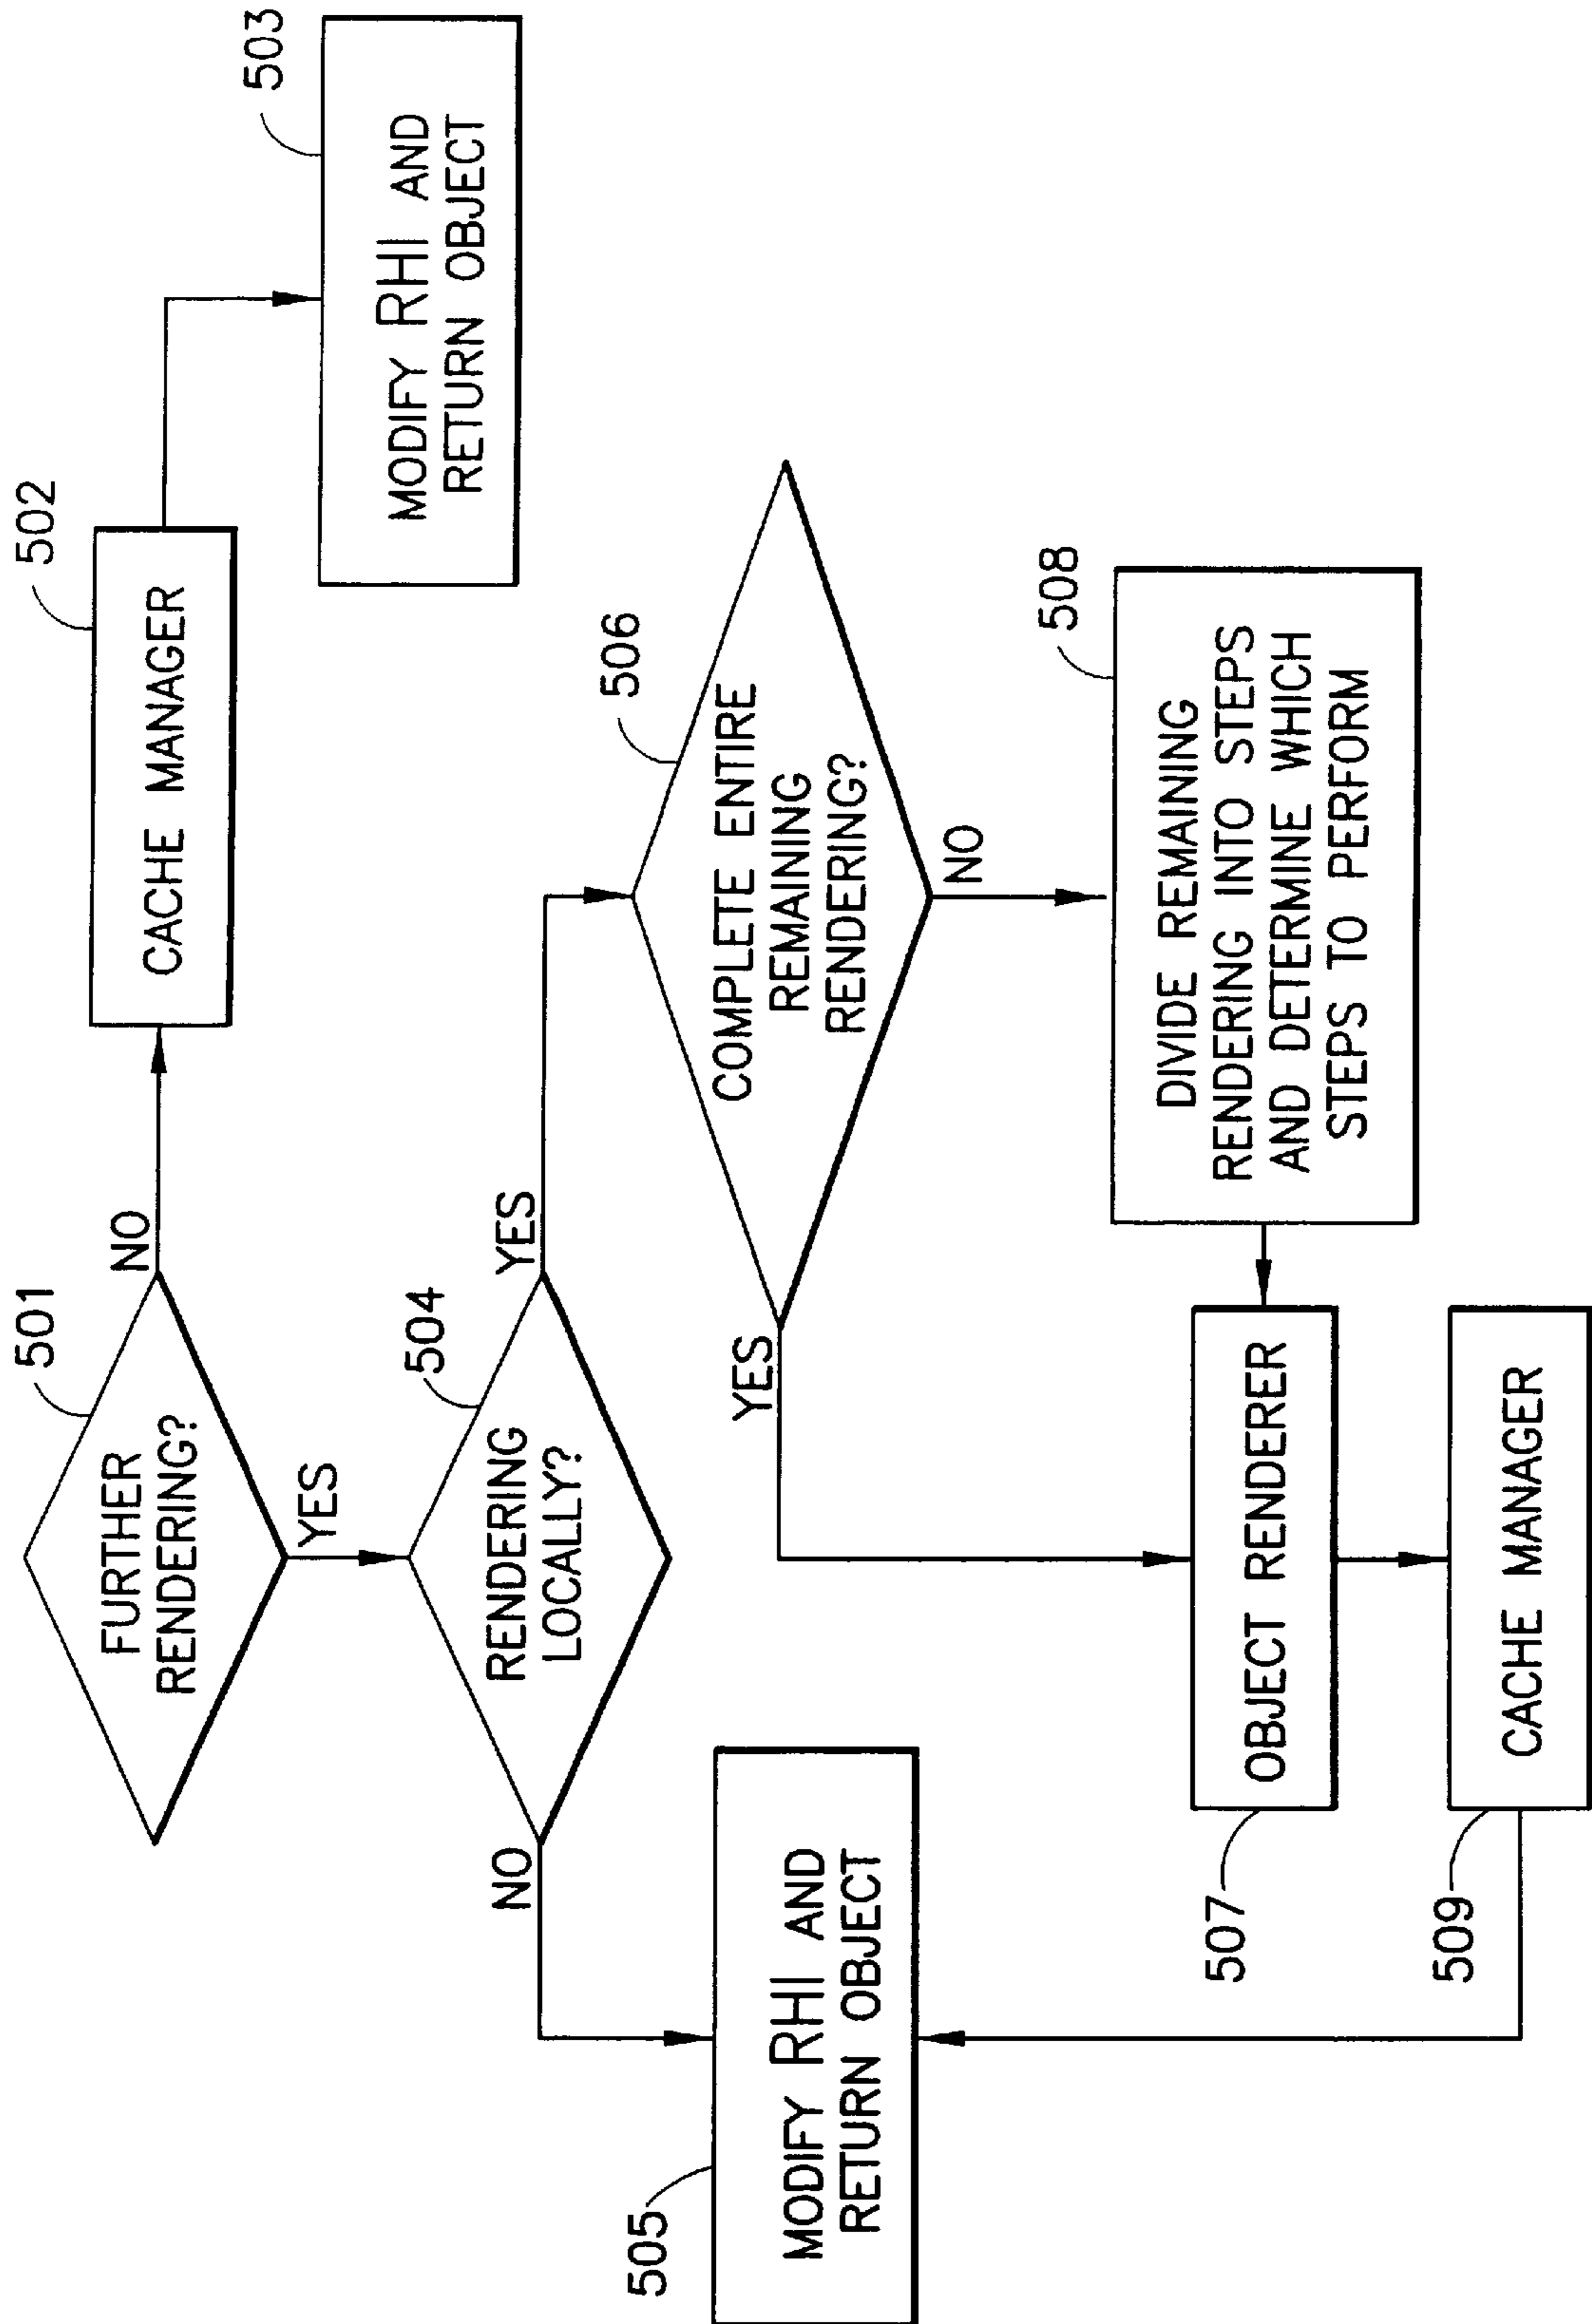 501
FURTHER
RENDERING?
NO
YES
502
CACHE MANAGER
503
MODIFY RHI AND
RETURN OBJECT
504
RENDERING
LOCALLY?
NO
YES
505
MODIFY RHI AND
RETURN OBJECT
506
COMPLETE ENTIRE
REMAINING
RENDERING?
YES
NO
508
DIVIDE REMAINING
RENDERING INTO STEPS
AND DETERMINE WHICH
STEPS TO PERFORM
507
OBJECT RENDERER
509
CACHE MANAGER